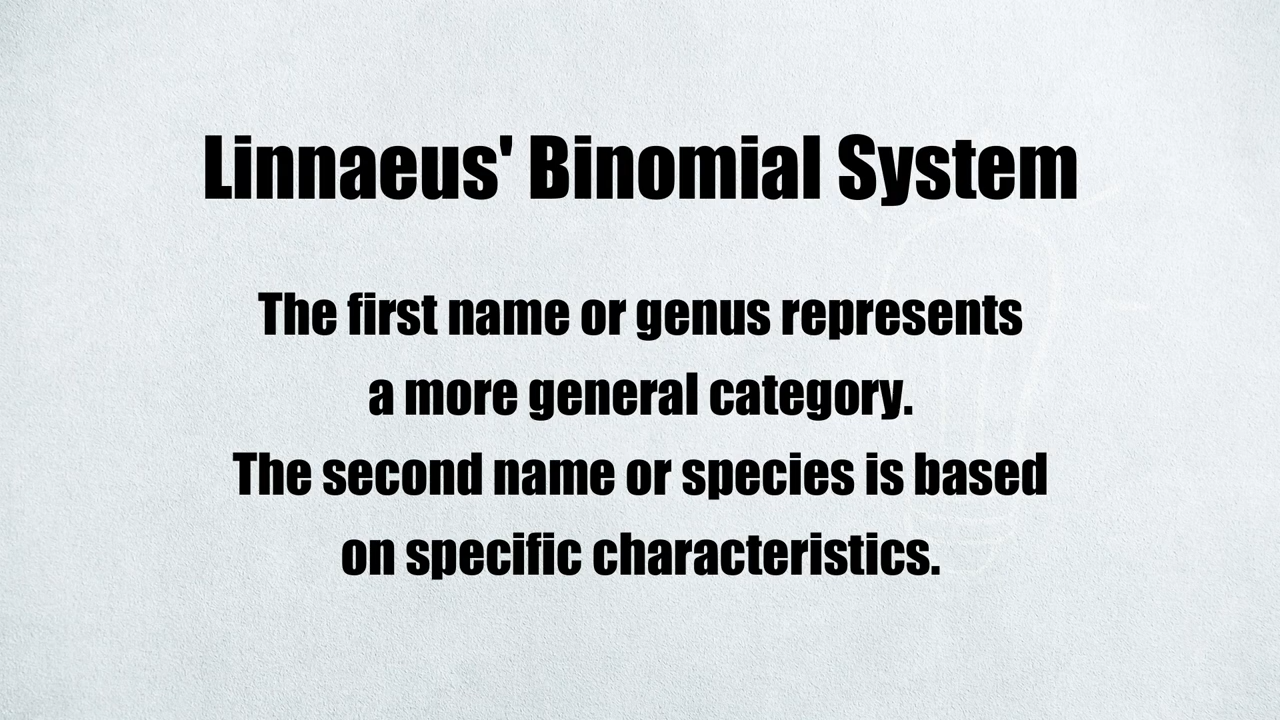 Linnaeus' Binomial System
The first name or genus represents
a more general category.
The second name or species is based
on specific characteristics.